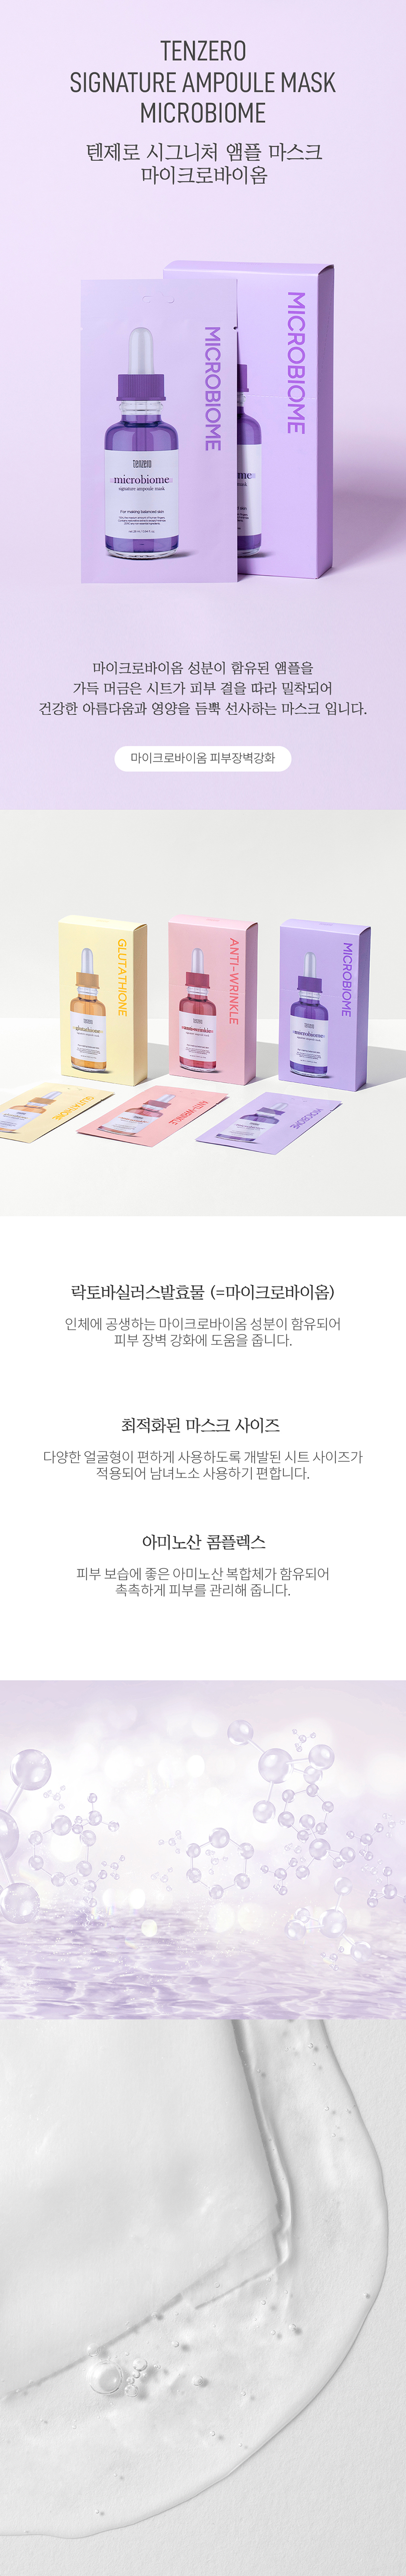 TENZERO
SIGNATURE AMPOULE MASK
MICROBIOME
텐제로 시그니쳐 앰플 마스크
마이크로바이옴
MICROBIOME
MICROBIOME
TENZERO
microbiome
signature ampoule mask
For making balanced skin
마이크로바이옴 성분이 함유된 앰플을
가득 머금은 시트가 피부 결을 따라 밀착되어
건강한 아름다움과 영양을 듬뿍 선사하는 마스크 입니다.
마이크로바이옴 피부장벽강화
GLUTATHIONE
ANTI-WRINKLE
MICROBIOME
glutathione
anti-wrinkle
microbiome
GLUTATHIONE
ANTI-WRINKLE
MICROBIOME
락토바실러스발효물 (=마이크로바이옴)
인체에 공생하는 마이크로바이옴 성분이 함유되어
피부 장벽 강화에 도움을 줍니다.
최적화된 마스크 사이즈
다양한 얼굴형이 편하게 사용하도록 개발된 시트 사이즈가
적용되어 남녀노소 사용하기 편합니다.
아미노산 콤플렉스
피부 보습에 좋은 아미노산 복합체가 함유되어
촉촉하게 피부를 관리해 줍니다.